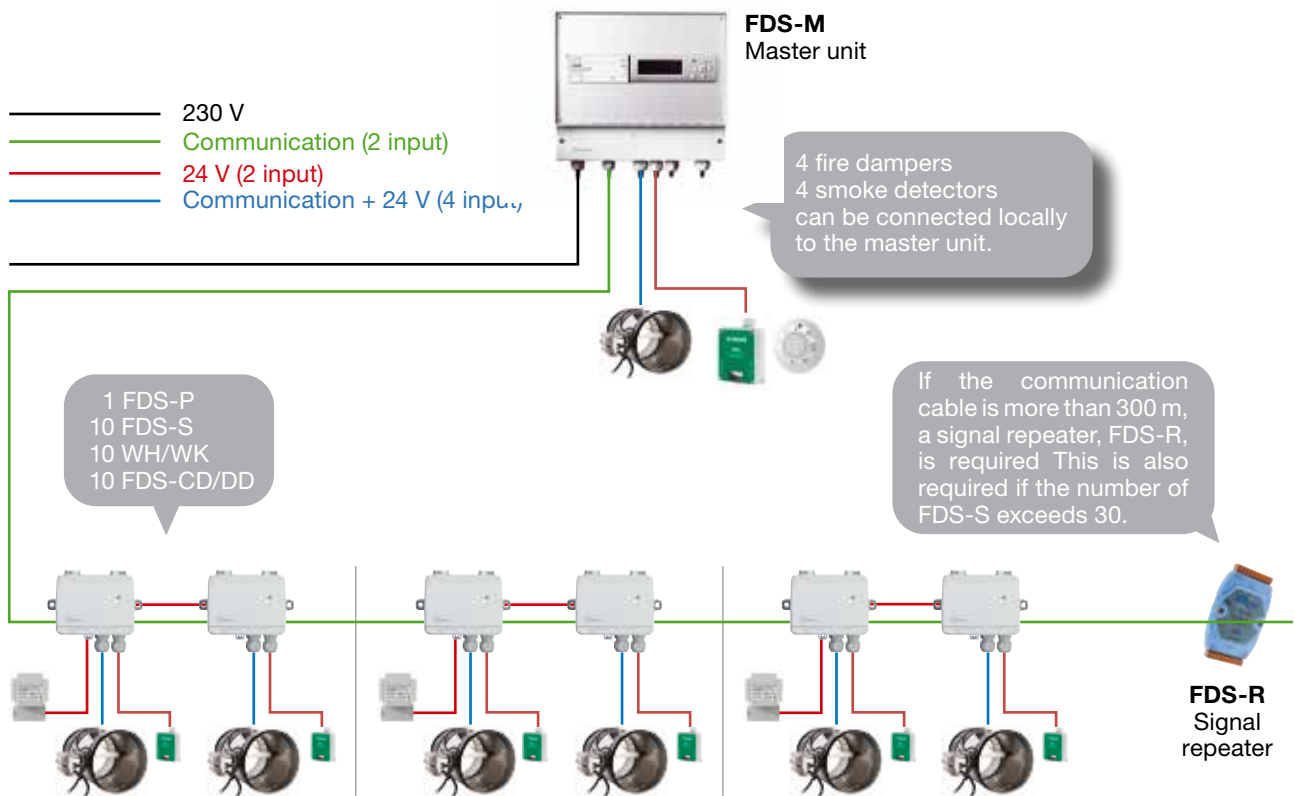 FDS-M
Master unit
230 V
Communication (2 input)
24 V (2 input)
Communication + 24 V (4 input)
4 fire dampers
4 smoke detectors
can be connected locally
to the master unit.
1 FDS-P
10 FDS-S
10 WH/WK
10 FDS-CD/DD
If the communication
cable is more than 300 m,
a signal repeater, FDS-R,
is required This is also
required if the number of
FDS-S exceeds 30.
FDS-R
Signal
repeater